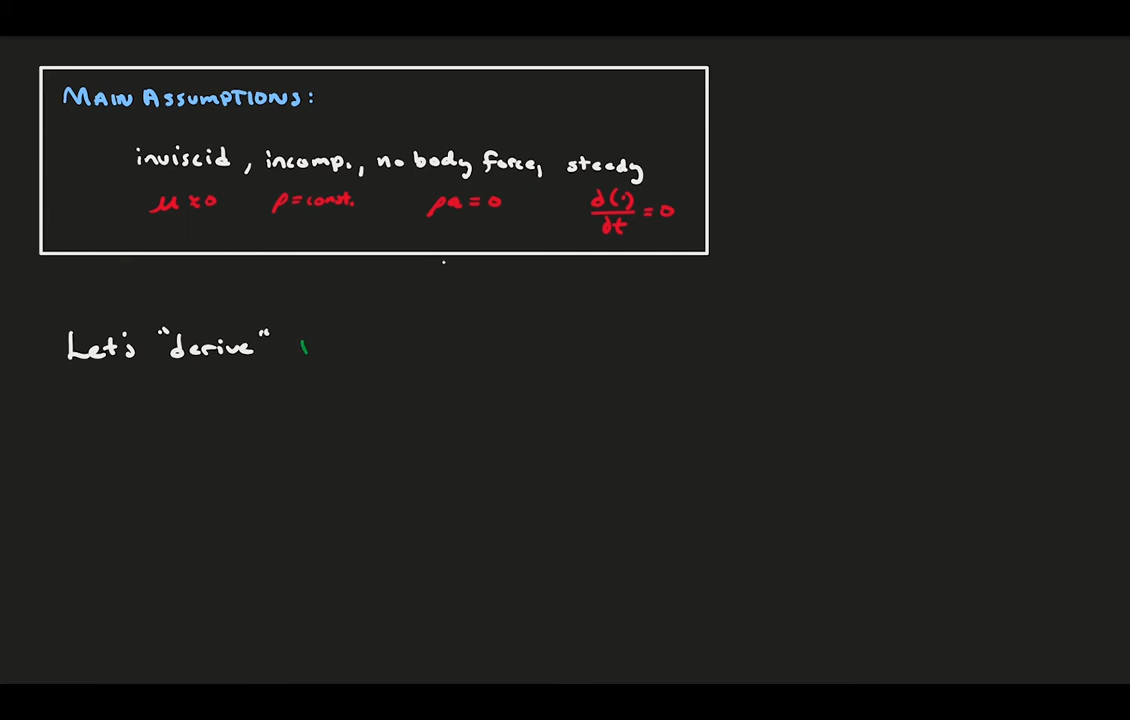 MAIN ASSUMPTIONS:
inviscid, incomp., no body force, steady
μ ≈ 0 ρ = const. ρa = 0 ∂(·)/∂t = 0
Let's "derive"